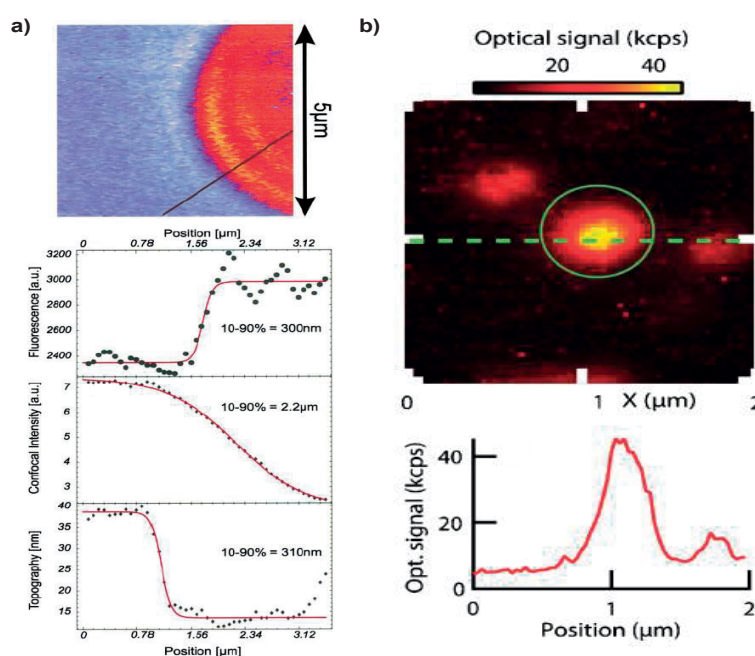 a)
5μm
Position [μm]
0 0.78 1.56 2.34 3.12
Fluorescence [a.u.]
3200
3000
2800
2600
2400
10-90% = 300nm
Confocal Intensity [a.u.]
7
6
5
4
3
10-90% = 2.2μm
Topography [nm]
40
35
30
25
20
15
10-90% = 310nm
0 0.78 1.56 2.34 3.12
Position [μm]
b)
Optical signal (kcps)
20 40
0 1 2
X (μm)
Opt. signal (kcps)
40
20
0
0 1 2
Position (μm)